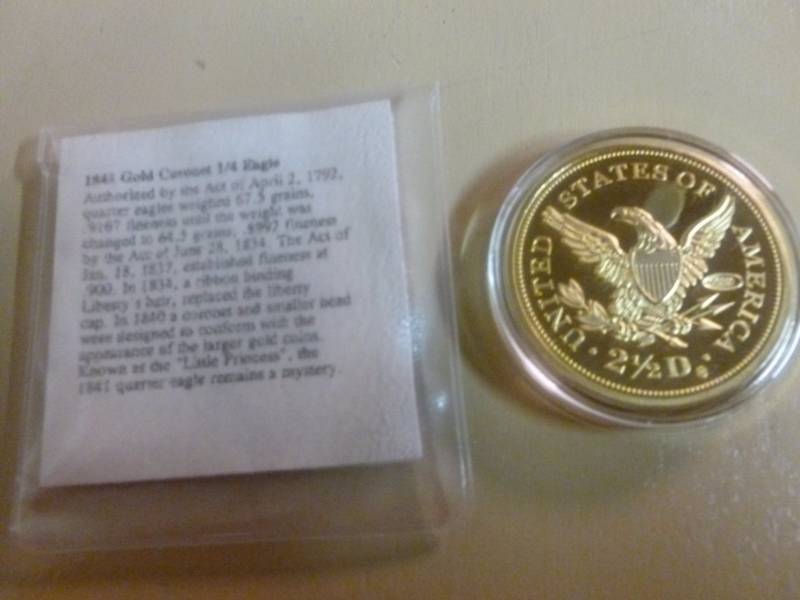 1841 Gold Coronet 1/4 Eagle
Authorized by the Act of April 2, 1792,
quarter eagles weighed 67.5 grains,
.9167 fineness until the weight was
changed to 64.5 grains, .8992 fineness
by the Act of June 28, 1834. The Act of
Jan. 18, 1837, established fineness at
.900. In 1834, a ribbon binding
Liberty's hair, replaced the liberty
cap. In 1840 a coronet and smaller head
were designed to conform with the
appearance of the larger gold coins.
Known as the "Little Princess", the
1841 quarter eagle remains a mystery.
UNITED STATES OF AMERICA
2½ D.